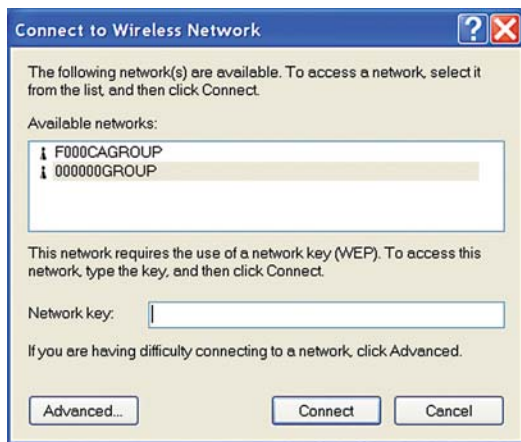 Connect to Wireless Network
The following network(s) are available. To access a network, select it
from the list, and then click Connect.
Available networks:
F000CAGROUP
000000GROUP
This network requires the use of a network key (WEP). To access this
network, type the key, and then click Connect.
Network key:
If you are having difficulty connecting to a network, click Advanced.
Advanced...
Connect
Cancel